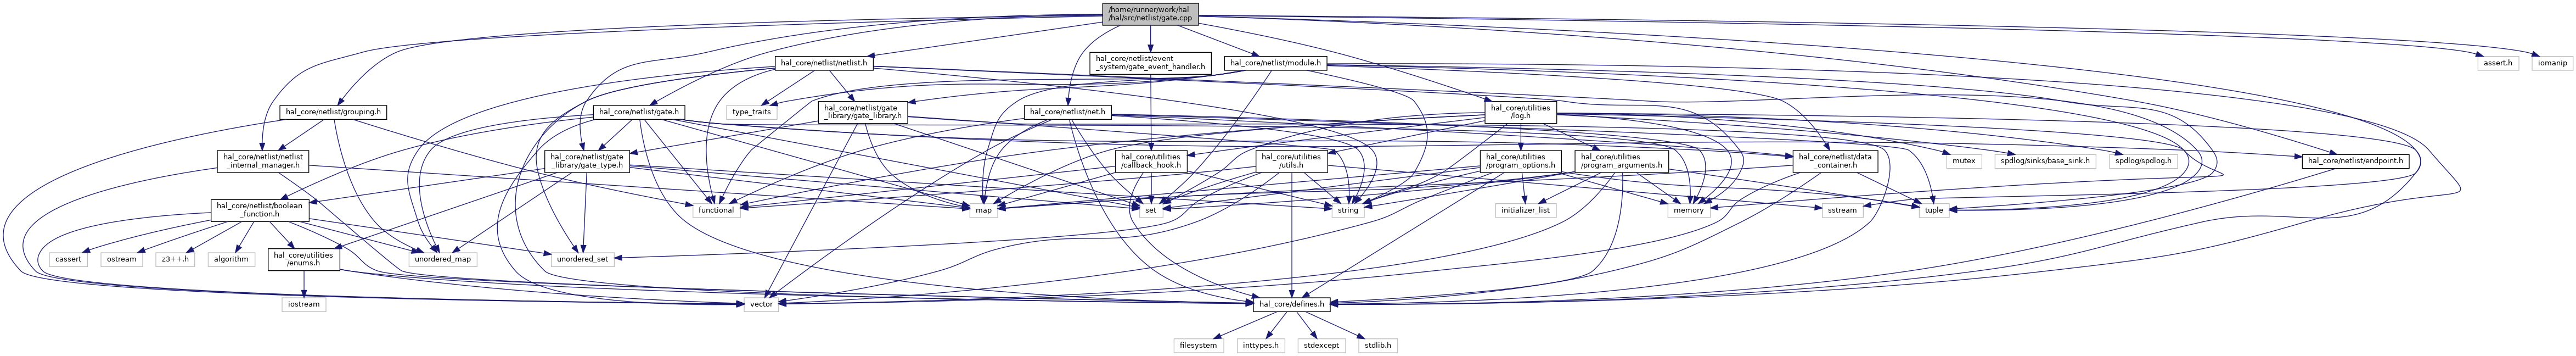 /home/runner/work/hal
/hal/src/netlist/gate.cpp
hal_core/netlist/netlist.h
hal_core/netlist/event
_system/gate_event_handler.h
hal_core/netlist/module.h
assert.h
iomanip
hal_core/netlist/grouping.h
hal_core/netlist/gate.h
type_traits
hal_core/netlist/gate
_library/gate_library.h
hal_core/netlist/net.h
hal_core/utilities
/log.h
hal_core/netlist/netlist
_internal_manager.h
hal_core/netlist/gate
_library/gate_type.h
hal_core/utilities
/callback_hook.h
hal_core/utilities
/utils.h
hal_core/utilities
/program_options.h
hal_core/utilities
/program_arguments.h
hal_core/netlist/data
_container.h
mutex
spdlog/sinks/base_sink.h
spdlog/spdlog.h
hal_core/netlist/endpoint.h
hal_core/netlist/boolean
_function.h
functional
map
set
string
initializer_list
memory
sstream
tuple
cassert
ostream
z3++.h
algorithm
hal_core/utilities
/enums.h
unordered_map
unordered_set
iostream
vector
hal_core/defines.h
filesystem
inttypes.h
stdexcept
stdlib.h